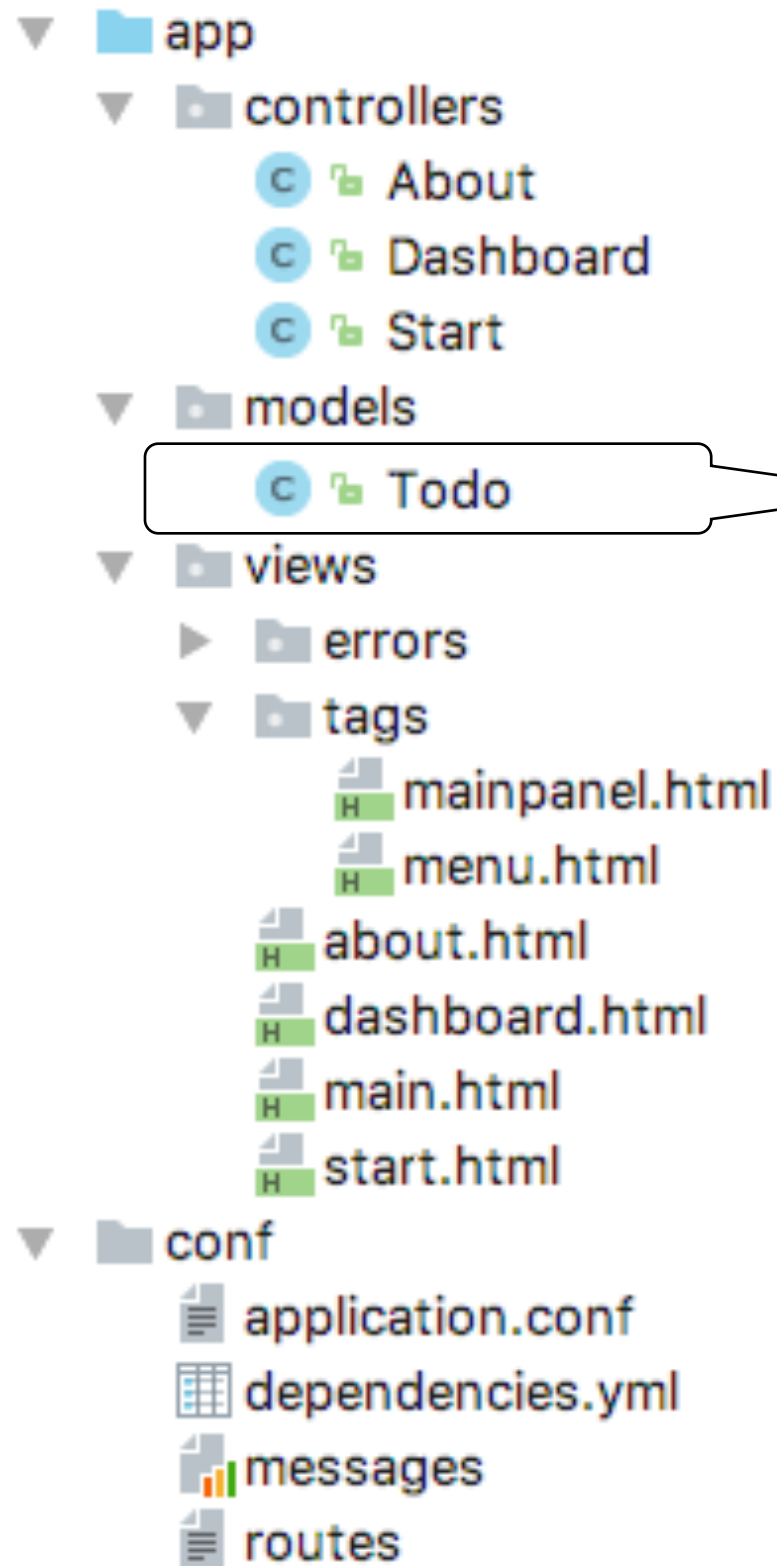 app
controllers
C About
C Dashboard
C Start
models
C Todo
views
errors
tags
H mainpanel.html
H menu.html
H about.html
H dashboard.html
H main.html
H start.html
conf
application.conf
dependencies.yml
messages
routes